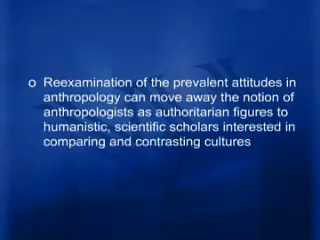 o Reexamination of the prevalent attitudes in
anthropology can move away the notion of
anthropologists as authoritarian figures to
humanistic, scientific scholars interested in
comparing and contrasting cultures